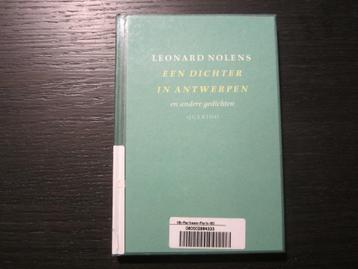 LEONARD NOLENS
EEN DICHTER
IN ANTWERPEN
en andere gedichten
QUERIDO